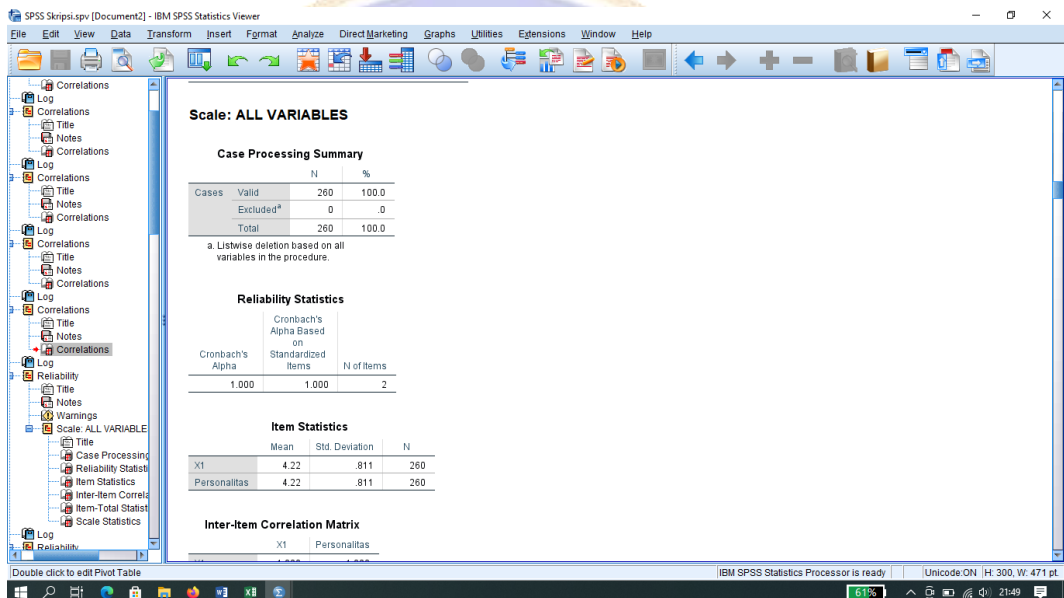 SPSS Skripsi.spv [Document2] - IBM SPSS Statistics Viewer
File Edit View Data Transform Insert Format Analyze Direct Marketing Graphs Utilities Extensions Window Help
Correlations
Log
Correlations
Title
Notes
Correlations
Log
Correlations
Title
Notes
Correlations
Log
Correlations
Title
Notes
Correlations
Log
Correlations
Title
Notes
Correlations
Log
Reliability
Title
Notes
Warnings
Scale: ALL VARIABLE
Title
Case Processing
Reliability Statisti
Item Statistics
Inter-Item Correla
Item-Total Statist
Scale Statistics
Log
Reliability
Scale: ALL VARIABLES
Case Processing Summary
N %
Cases Valid 260 100.0
Excludedᵃ 0 .0
Total 260 100.0
a. Listwise deletion based on all
variables in the procedure.
Reliability Statistics
Cronbach's Alpha
Cronbach's Alpha Based on Standardized Items
N of Items
1.000 1.000 2
Item Statistics
Mean Std. Deviation N
X1 4.22 .811 260
Personalitas 4.22 .811 260
Inter-Item Correlation Matrix
X1 Personalitas
Double click to edit Pivot Table
IBM SPSS Statistics Processor is ready
Unicode:ON H: 300, W: 471 pt.
61%
21:49